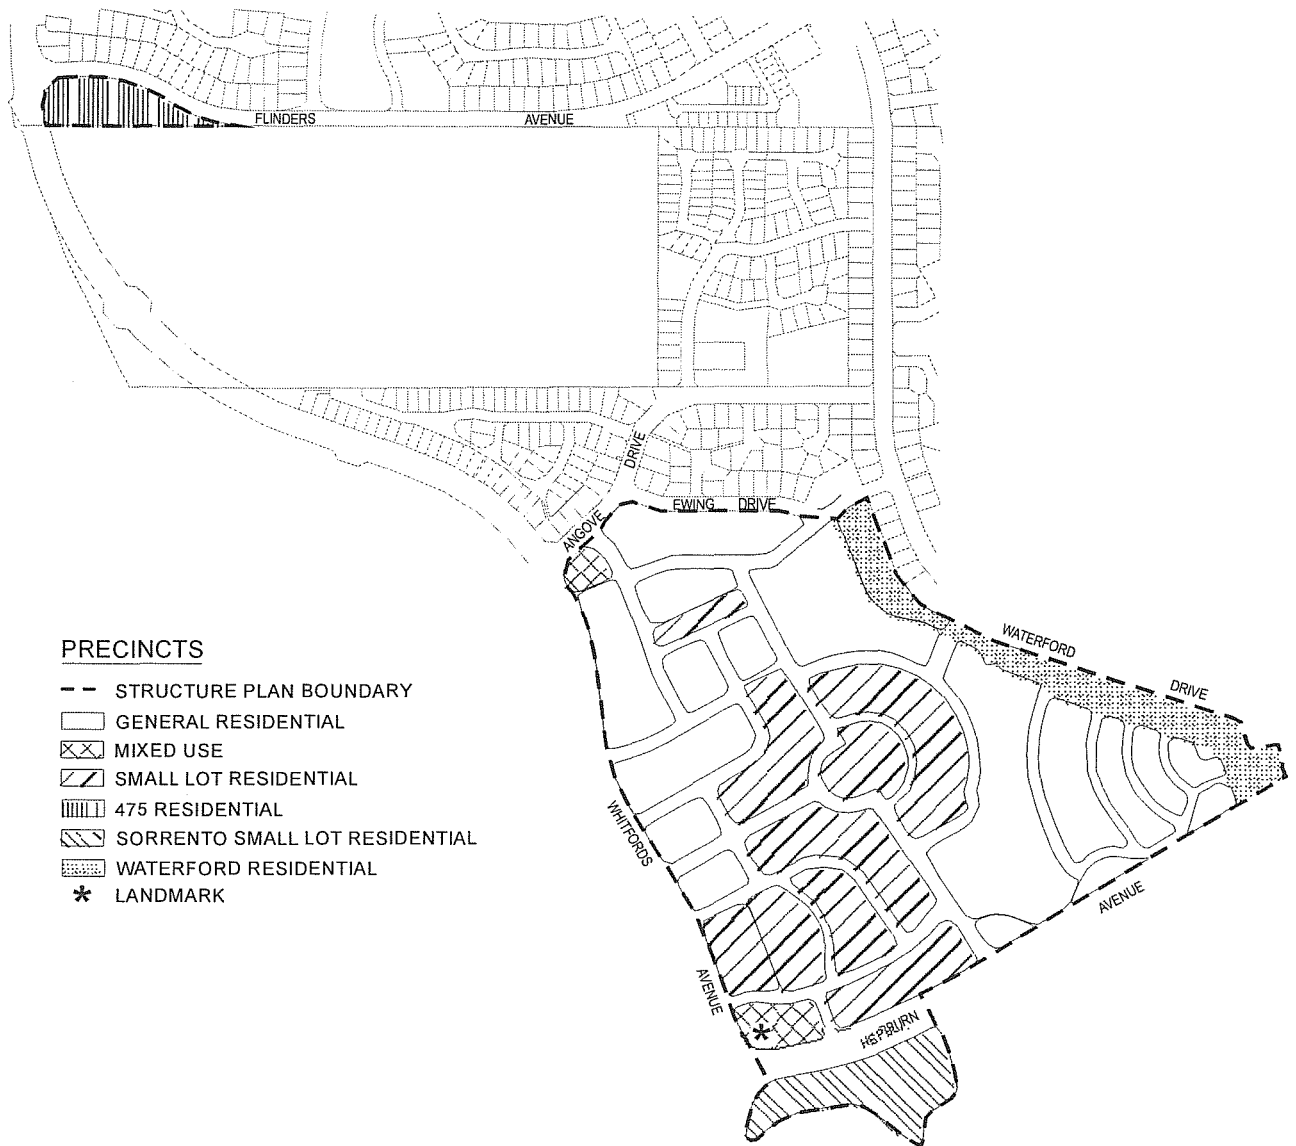 FLINDERS AVENUE
DRIVE
EWING DRIVE
ANGOVE
WATERFORD
DRIVE
PRECINCTS
STRUCTURE PLAN BOUNDARY
GENERAL RESIDENTIAL
MIXED USE
SMALL LOT RESIDENTIAL
475 RESIDENTIAL
SORRENTO SMALL LOT RESIDENTIAL
WATERFORD RESIDENTIAL
* LANDMARK
WHITFORDS
AVENUE
AVENUE